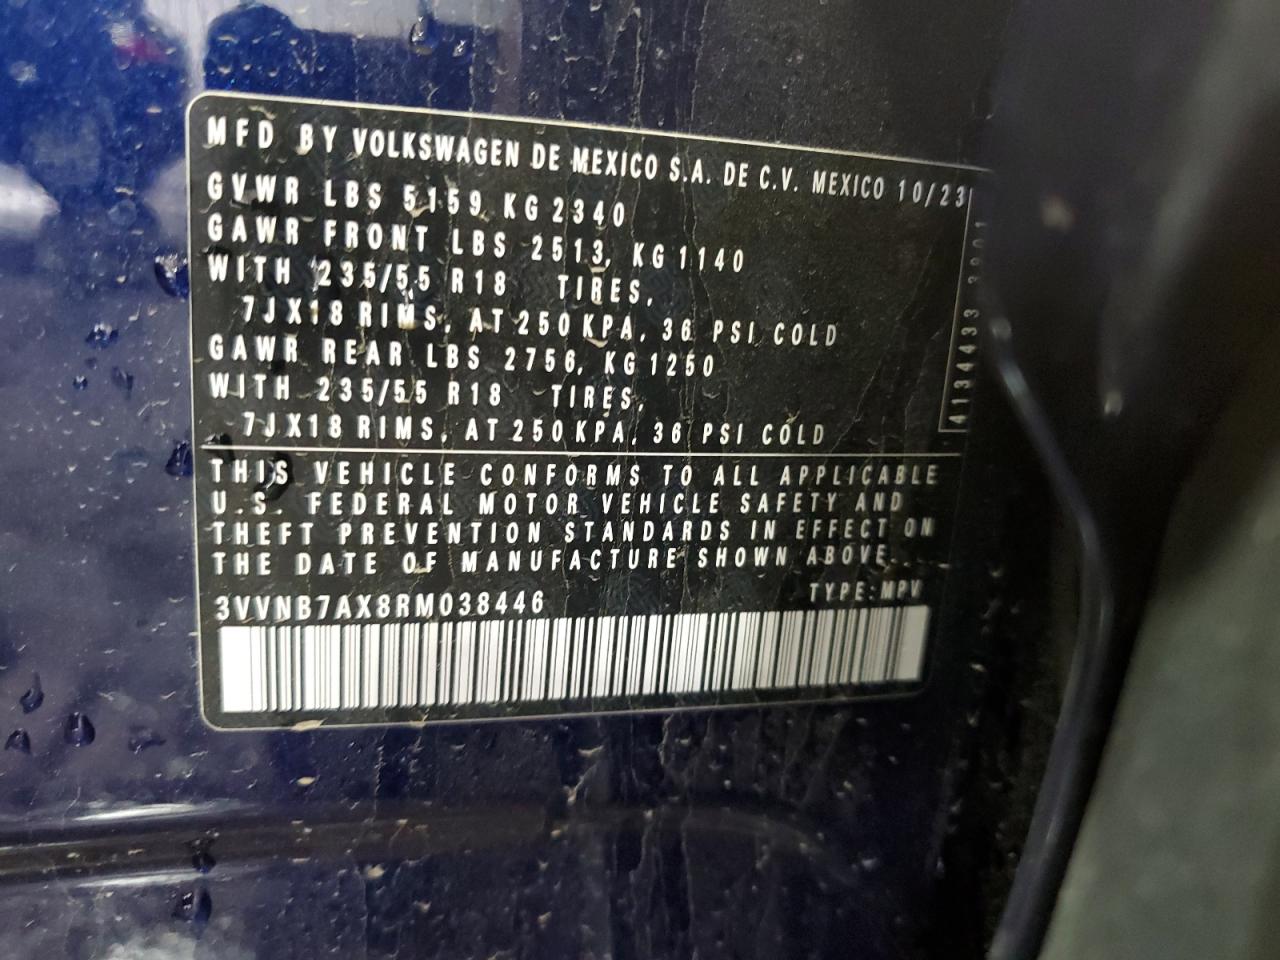 MFD BY VOLKSWAGEN DE MEXICO S.A. DE C.V. MEXICO 10/23
GVWR LBS 5159 KG 2340
GAWR FRONT LBS 2513, KG 1140
WITH 235/55 R18 TIRES,
7JX18 RIMS, AT 250 KPA, 36 PSI COLD
GAWR REAR LBS 2756, KG 1250
WITH 235/55 R18 TIRES,
7JX18 RIMS, AT 250 KPA, 36 PSI COLD
THIS VEHICLE CONFORMS TO ALL APPLICABLE
U.S. FEDERAL MOTOR VEHICLE SAFETY AND
THEFT PREVENTION STANDARDS IN EFFECT ON
THE DATE OF MANUFACTURE SHOWN ABOVE.
3VVNB7AX8RM038446 TYPE:MPV
4134433